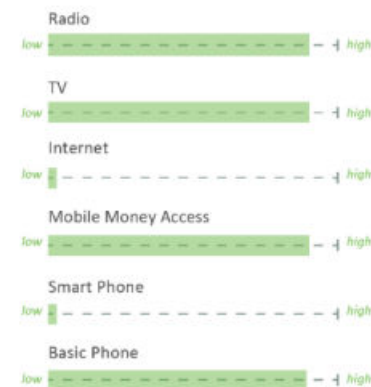 Radio
low high
TV
low high
Internet
low high
Mobile Money Access
low high
Smart Phone
low high
Basic Phone
low high